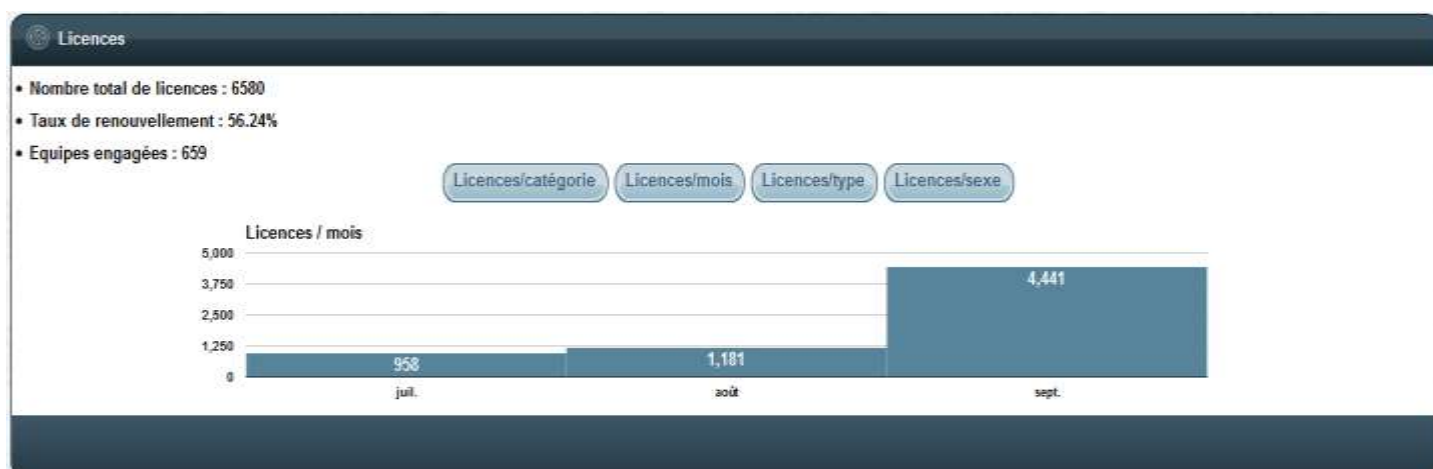 Licences
• Nombre total de licences : 6580
• Taux de renouvellement : 56.24%
• Equipes engagées : 659
Licences/catégorie Licences/mois Licences/type Licences/sexe
Licences / mois
5,000
3,750
2,500
1,250
0
958 1,181 4,441
juil. août sept.